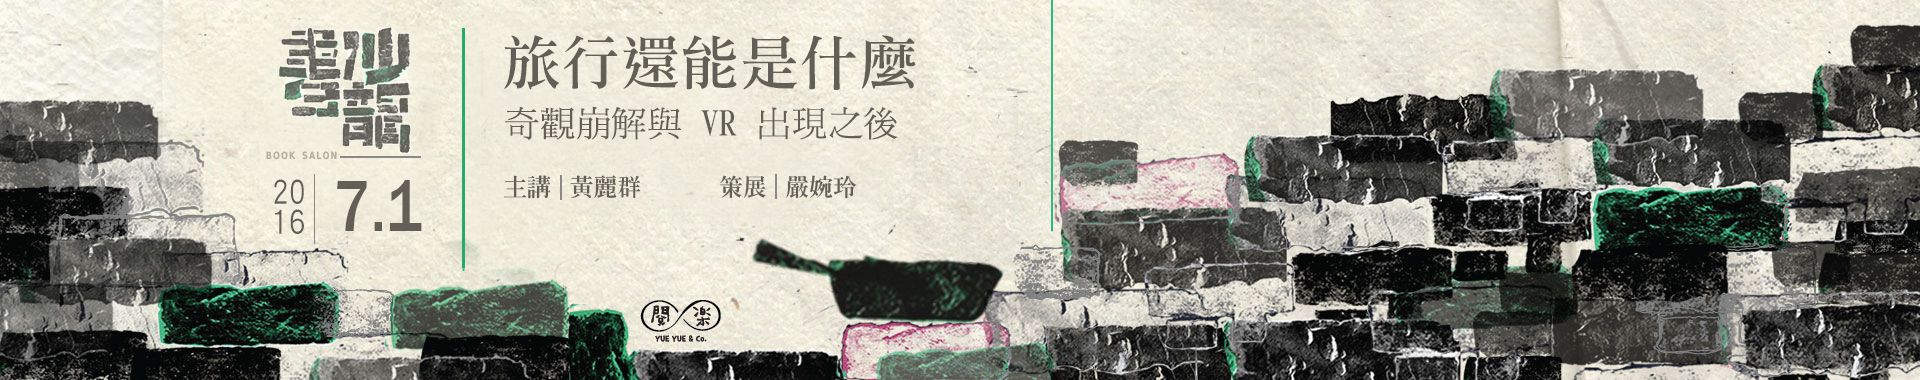 書沙龍
BOOK SALON
2016
7.1
旅行還能是什麼
奇觀崩解與 VR 出現之後
主講｜黃麗群
策展｜嚴婉玲
閱樂
YUE YUE & Co.